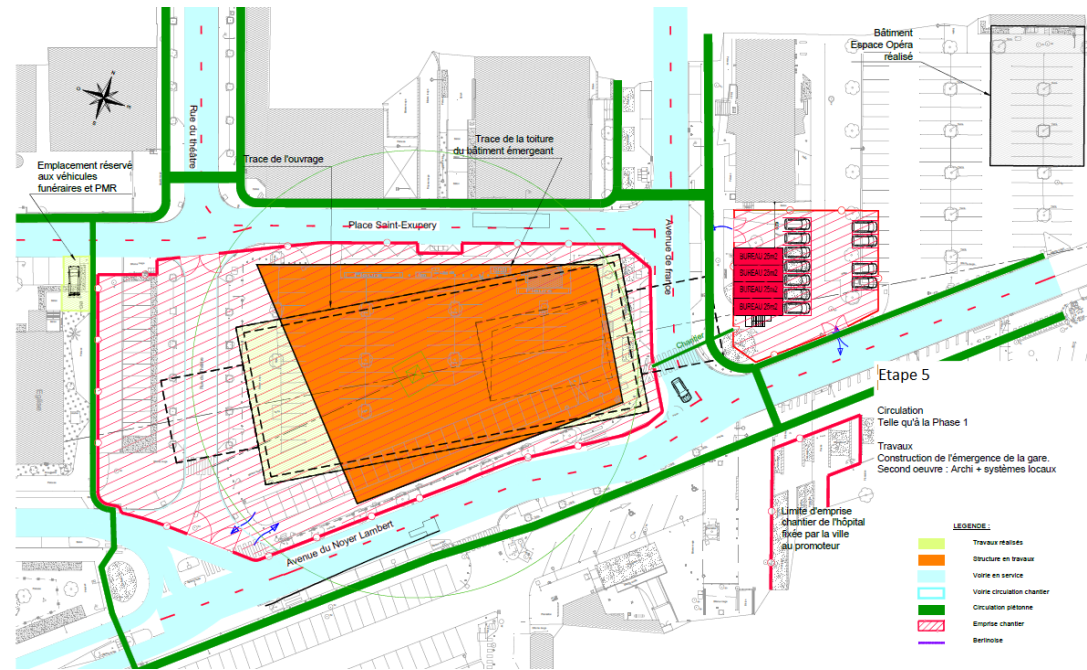 Bâtiment
Espace Opéra
réalisé
Rue du théâtre
Trace de l'ouvrage
Trace de la toiture
du bâtiment émergeant
Emplacement réservé
aux véhicules
funéraires et PMR
Place Saint-Exupery
Avenue de france
BUREAU 25m2
BUREAU 25m2
BUREAU 25m2
BUREAU 25m2
Chantier
Eglise
Avenue du Noyer Lambert
Etape 5
Circulation
Telle qu'à la Phase 1
Travaux
Construction de l'émergence de la gare.
Second oeuvre : Archi + systèmes locaux
Limite d'emprise
chantier de l'hôpital
fixée par la ville
au promoteur
LEGENDE :
Travaux réalisés
Structure en travaux
Voirie en service
Voirie circulation chantier
Circulation piétonne
Emprise chantier
Berlinoise